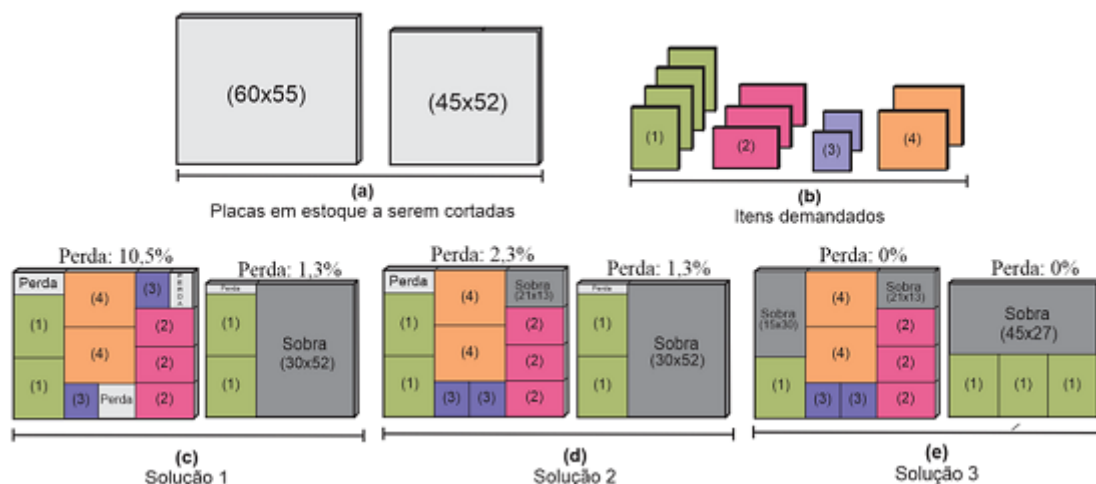 (60x55)
(45x52)
(1)
(2)
(3)
(4)
(a)
Placas em estoque a serem cortadas
(b)
Itens demandados
Perda: 10,5%
Perda: 1,3%
Perda
(4)
(3)
PERDA
(1)
(2)
(4)
(2)
(1)
(3)
Perda
(2)
Perda
(1)
(1)
Sobra
(30x52)
(c)
Solução 1
Perda: 2,3%
Perda: 1,3%
Perda
(4)
Sobra
(21x13)
(1)
(2)
(4)
(2)
(1)
(3)
(3)
(2)
Perda
(1)
(1)
Sobra
(30x52)
(d)
Solução 2
Perda: 0%
Perda: 0%
Sobra
(15x30)
(4)
Sobra
(21x13)
(2)
(4)
(2)
(1)
(3)
(3)
(2)
Sobra
(45x27)
(1)
(1)
(1)
(e)
Solução 3